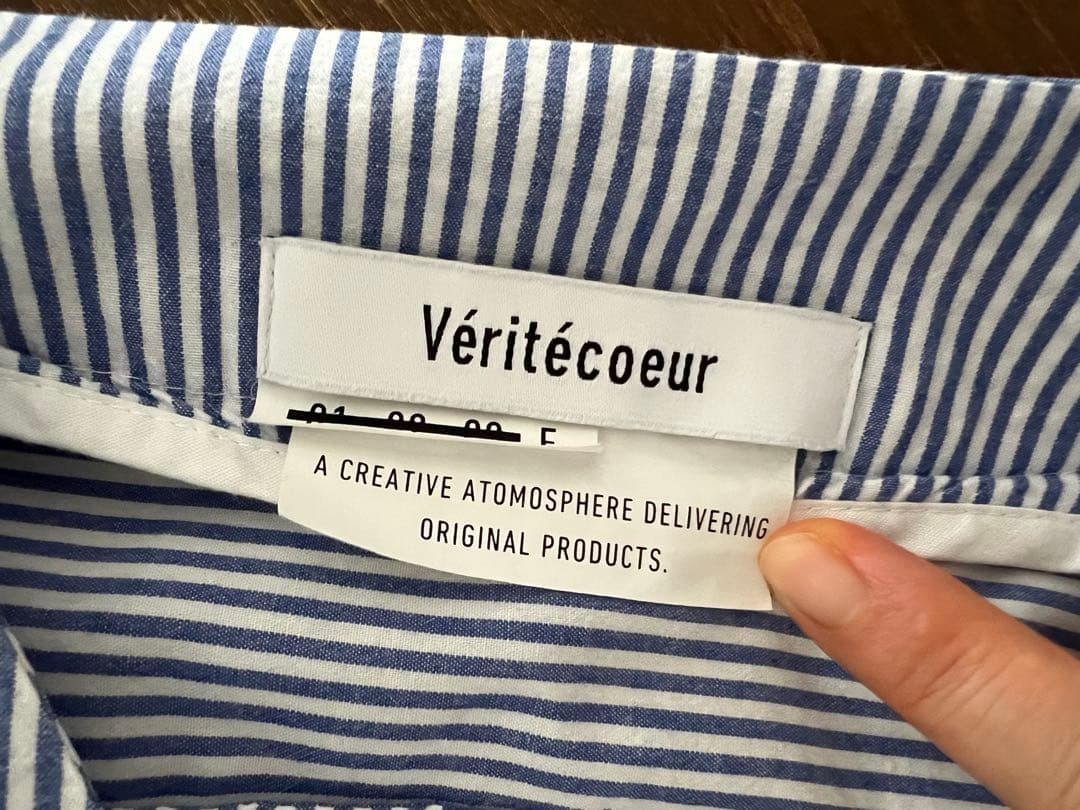 Véritécoeur
F
A CREATIVE ATOMOSPHERE DELIVERING
ORIGINAL PRODUCTS.